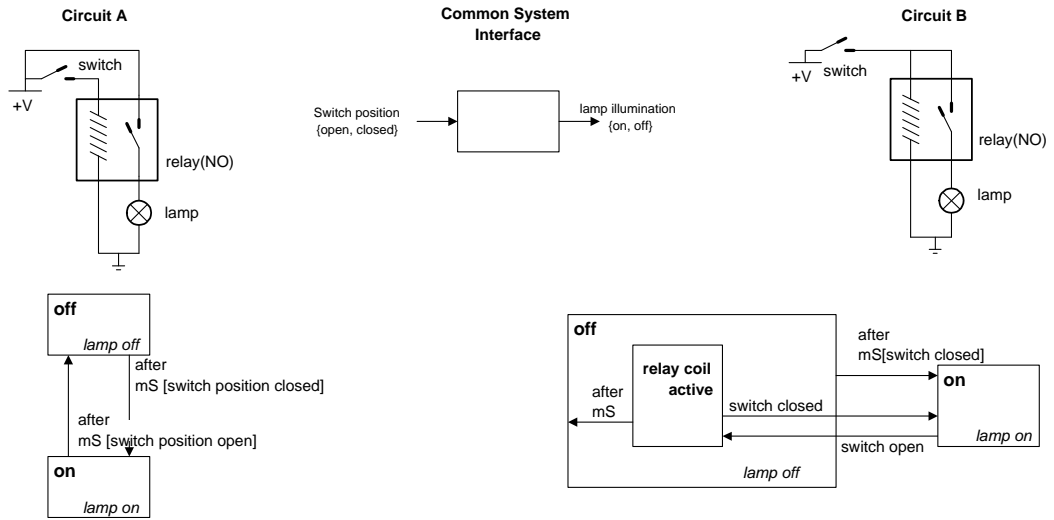 Circuit A
switch
+V
relay(NO)
lamp
Common System
Interface
Switch position
{open, closed}
lamp illumination
{on, off}
Circuit B
+V
switch
relay(NO)
lamp
off
lamp off
after
mS [switch position closed]
after
mS [switch position open]
on
lamp on
off
relay coil
active
after
mS
lamp off
after
mS[switch closed]
switch closed
switch open
on
lamp on